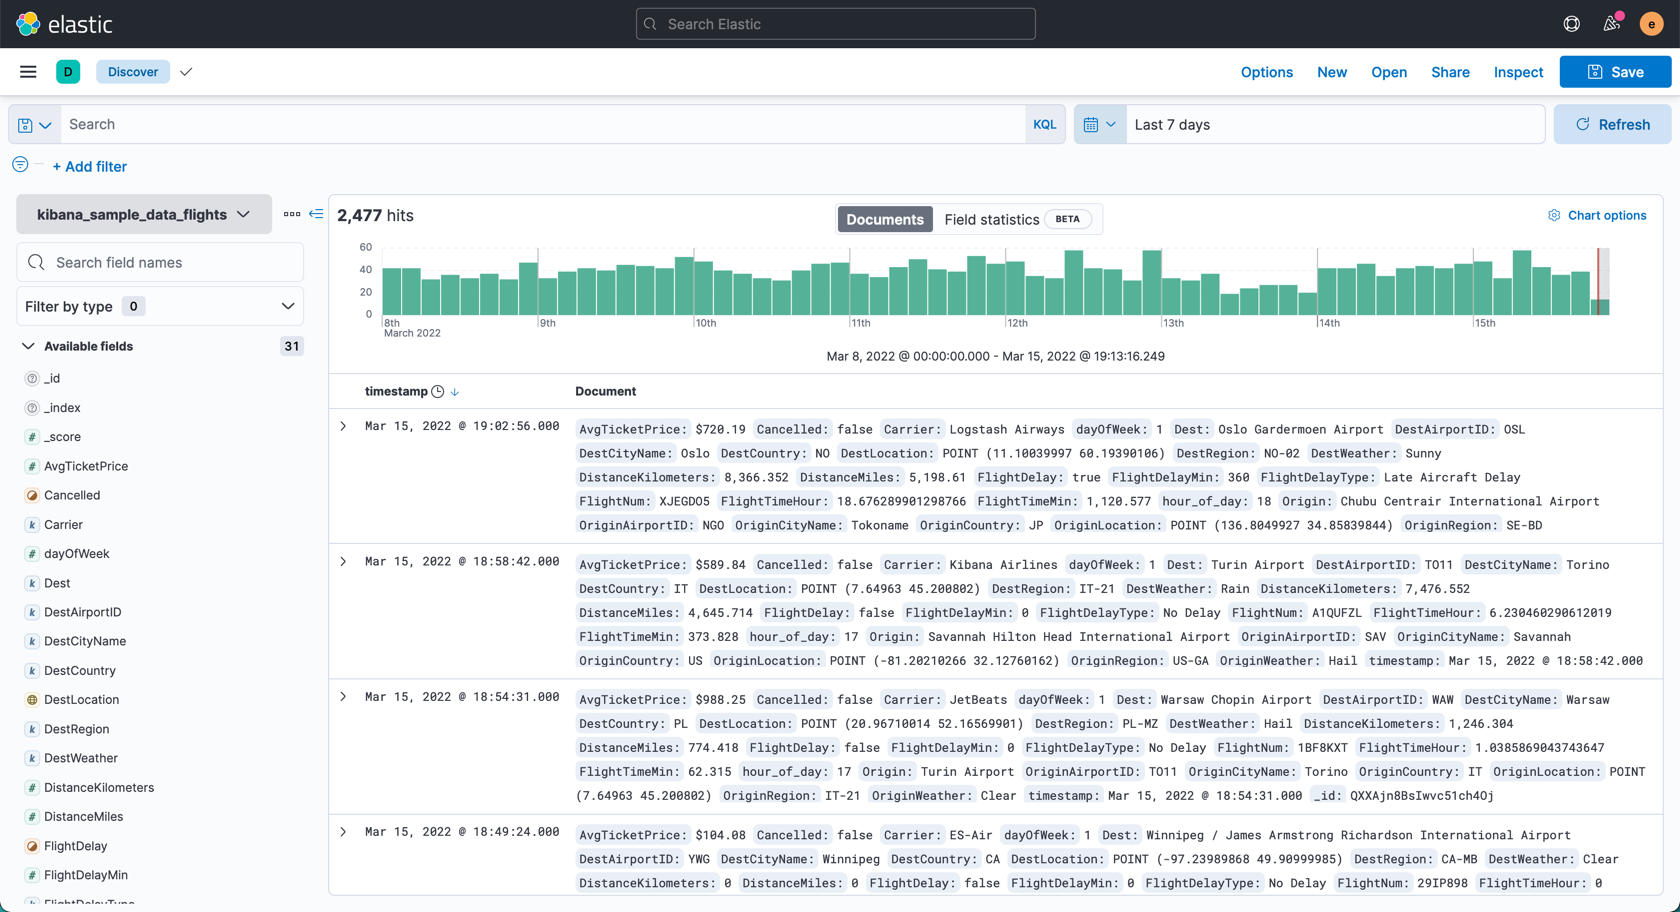 elastic
Search Elastic
e
D
Discover
Options
New
Open
Share
Inspect
Save
Search
KQL
Last 7 days
Refresh
+ Add filter
kibana_sample_data_flights
2,477 hits
Documents
Field statistics
BETA
Chart options
Search field names
Filter by type 0
Available fields 31
_id
_index
_score
AvgTicketPrice
Cancelled
Carrier
dayOfWeek
Dest
DestAirportID
DestCityName
DestCountry
DestLocation
DestRegion
DestWeather
DistanceKilometers
DistanceMiles
FlightDelay
FlightDelayMin
FlightDelayType
60
40
20
0
8th
March 2022
9th
10th
11th
12th
13th
14th
15th
Mar 8, 2022 @ 00:00:00.000 - Mar 15, 2022 @ 19:13:16.249
timestamp
Document
Mar 15, 2022 @ 19:02:56.000
AvgTicketPrice: $720.19 Cancelled: false Carrier: Logstash Airways dayOfWeek: 1 Dest: Oslo Gardermoen Airport DestAirportID: OSL
DestCityName: Oslo DestCountry: NO DestLocation: POINT (11.10039997 60.19390106) DestRegion: NO-02 DestWeather: Sunny
DistanceKilometers: 8,366.352 DistanceMiles: 5,198.61 FlightDelay: true FlightDelayMin: 360 FlightDelayType: Late Aircraft Delay
FlightNum: XJEGDO5 FlightTimeHour: 18.676289901298766 FlightTimeMin: 1,120.577 hour_of_day: 18 Origin: Chubu Centrair International Airport
OriginAirportID: NGO OriginCityName: Tokoname OriginCountry: JP OriginLocation: POINT (136.8049927 34.85839844) OriginRegion: SE-BD
Mar 15, 2022 @ 18:58:42.000
AvgTicketPrice: $589.84 Cancelled: false Carrier: Kibana Airlines dayOfWeek: 1 Dest: Turin Airport DestAirportID: TO11 DestCityName: Torino
DestCountry: IT DestLocation: POINT (7.64963 45.200802) DestRegion: IT-21 DestWeather: Rain DistanceKilometers: 7,476.552
DistanceMiles: 4,645.714 FlightDelay: false FlightDelayMin: 0 FlightDelayType: No Delay FlightNum: A1QUFZL FlightTimeHour: 6.230460290612019
FlightTimeMin: 373.828 hour_of_day: 17 Origin: Savannah Hilton Head International Airport OriginAirportID: SAV OriginCityName: Savannah
OriginCountry: US OriginLocation: POINT (-81.20210266 32.12760162) OriginRegion: US-GA OriginWeather: Hail timestamp: Mar 15, 2022 @ 18:58:42.000
Mar 15, 2022 @ 18:54:31.000
AvgTicketPrice: $988.25 Cancelled: false Carrier: JetBeats dayOfWeek: 1 Dest: Warsaw Chopin Airport DestAirportID: WAW DestCityName: Warsaw
DestCountry: PL DestLocation: POINT (20.96710014 52.16569901) DestRegion: PL-MZ DestWeather: Hail DistanceKilometers: 1,246.304
DistanceMiles: 774.418 FlightDelay: false FlightDelayMin: 0 FlightDelayType: No Delay FlightNum: 1BF8KXT FlightTimeHour: 1.0385869043743647
FlightTimeMin: 62.315 hour_of_day: 17 Origin: Turin Airport OriginAirportID: TO11 OriginCityName: Torino OriginCountry: IT OriginLocation: POINT
(7.64963 45.200802) OriginRegion: IT-21 OriginWeather: Clear timestamp: Mar 15, 2022 @ 18:54:31.000 _id: QXXAjn8BsIwvc51ch4Oj
Mar 15, 2022 @ 18:49:24.000
AvgTicketPrice: $104.08 Cancelled: false Carrier: ES-Air dayOfWeek: 1 Dest: Winnipeg / James Armstrong Richardson International Airport
DestAirportID: YWG DestCityName: Winnipeg DestCountry: CA DestLocation: POINT (-97.23989868 49.90999985) DestRegion: CA-MB DestWeather: Clear
DistanceKilometers: 0 DistanceMiles: 0 FlightDelay: false FlightDelayMin: 0 FlightDelayType: No Delay FlightNum: 29IP898 FlightTimeHour: 0